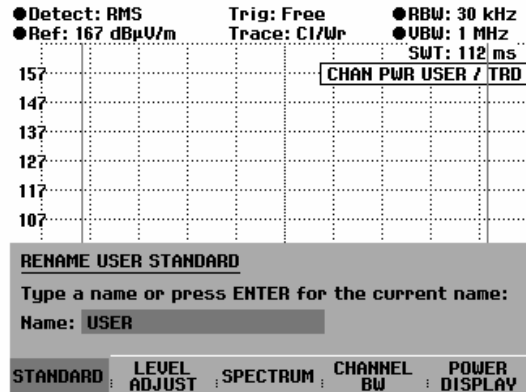 ●Detect: RMS Trig: Free ●RBW: 30 kHz
●Ref: 167 dBµV/m Trace: Cl/Wr ●VBW: 1 MHz
SWT: 112 ms
157
CHAN PWR USER / TRD
147
137
127
117
107
RENAME USER STANDARD
Type a name or press ENTER for the current name:
Name: USER
STANDARD LEVEL ADJUST SPECTRUM CHANNEL BW POWER DISPLAY